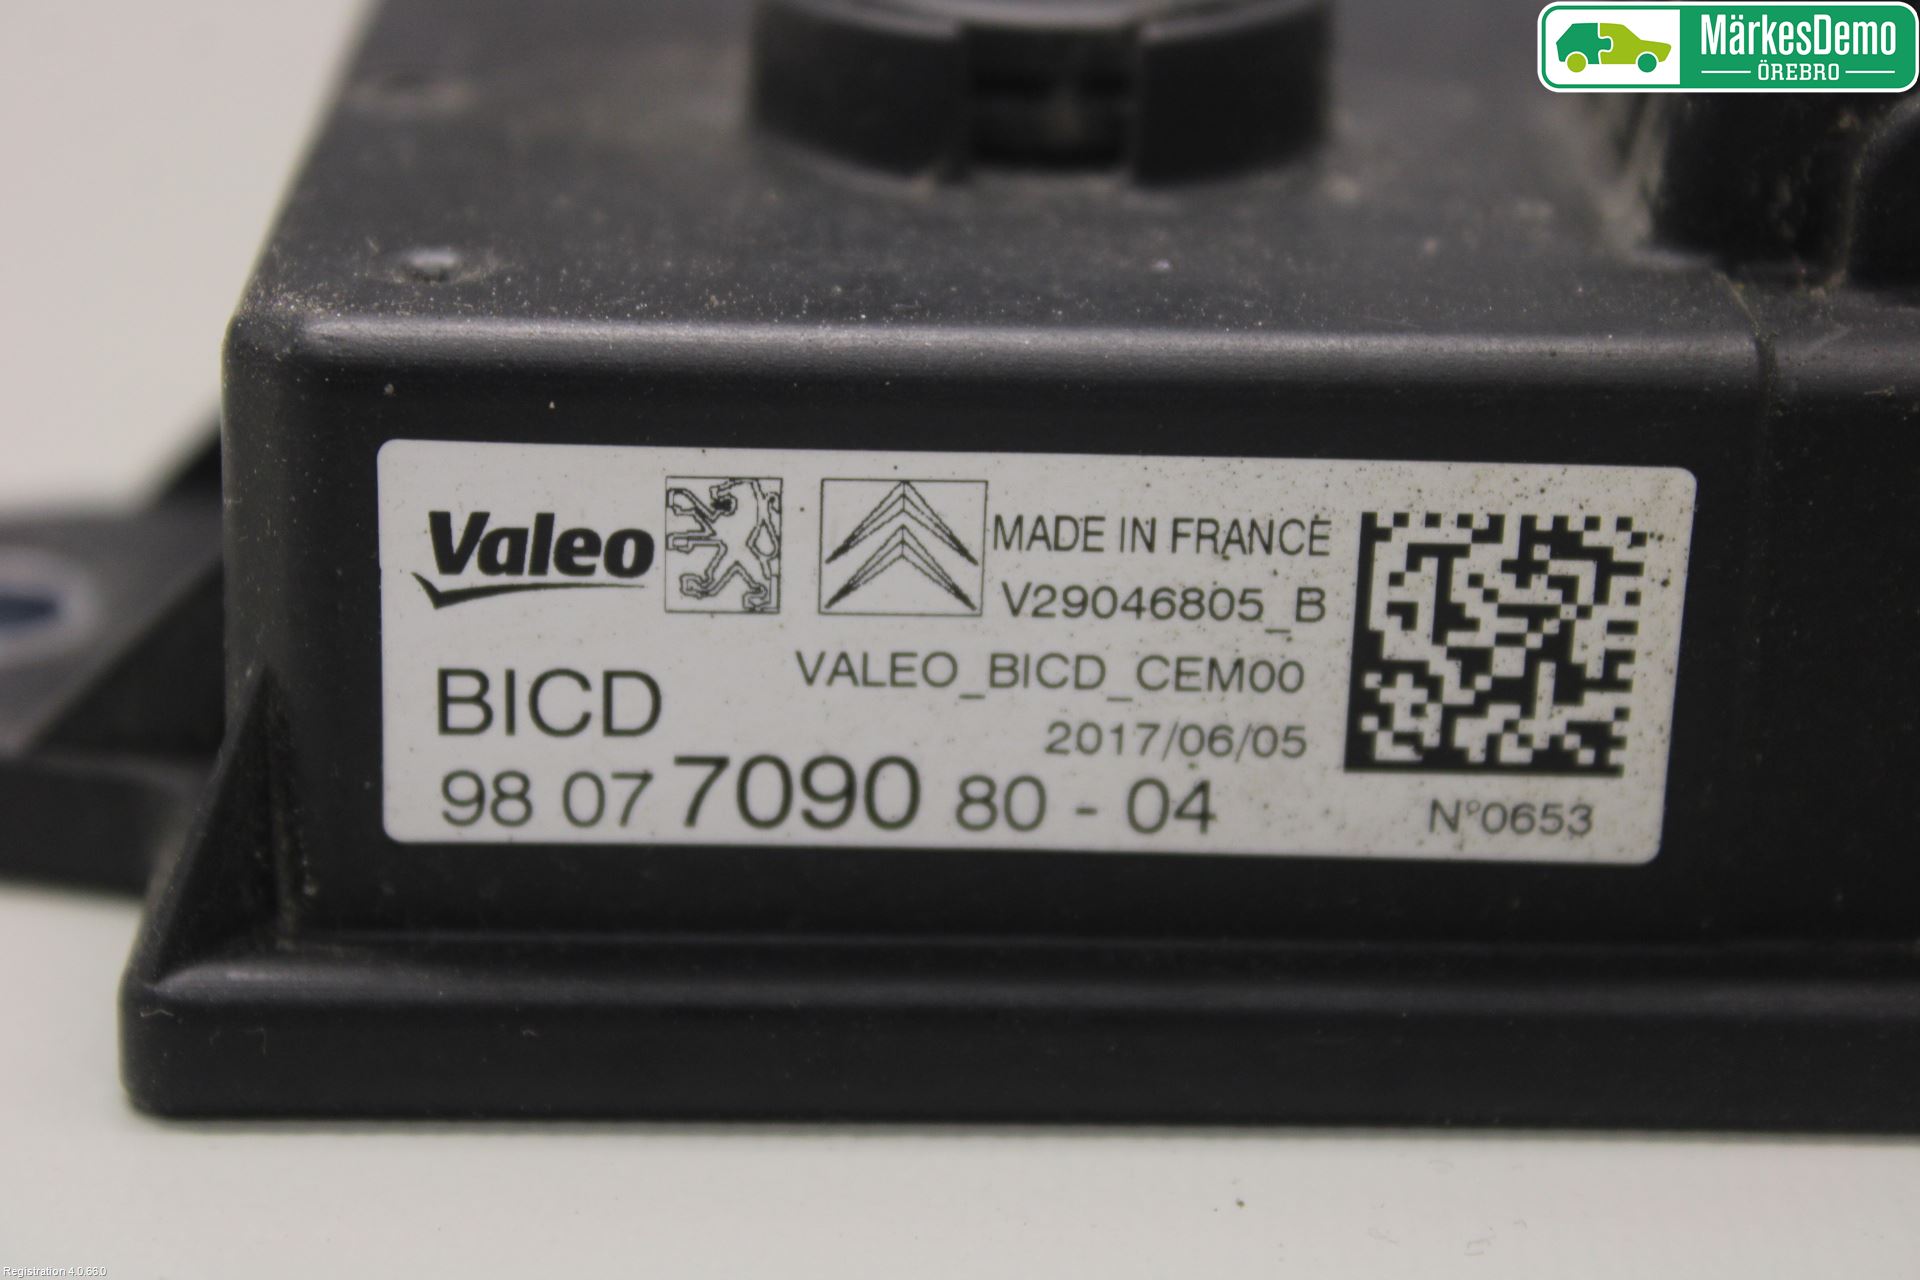 MärkesDemo
ÖREBRO
Valeo MADE IN FRANCE
V29046805_B
VALEO_BICD_CEM00
BICD
2017/06/05
98 07 7090 80 - 04
N°0653
Registration 4.0.66.0